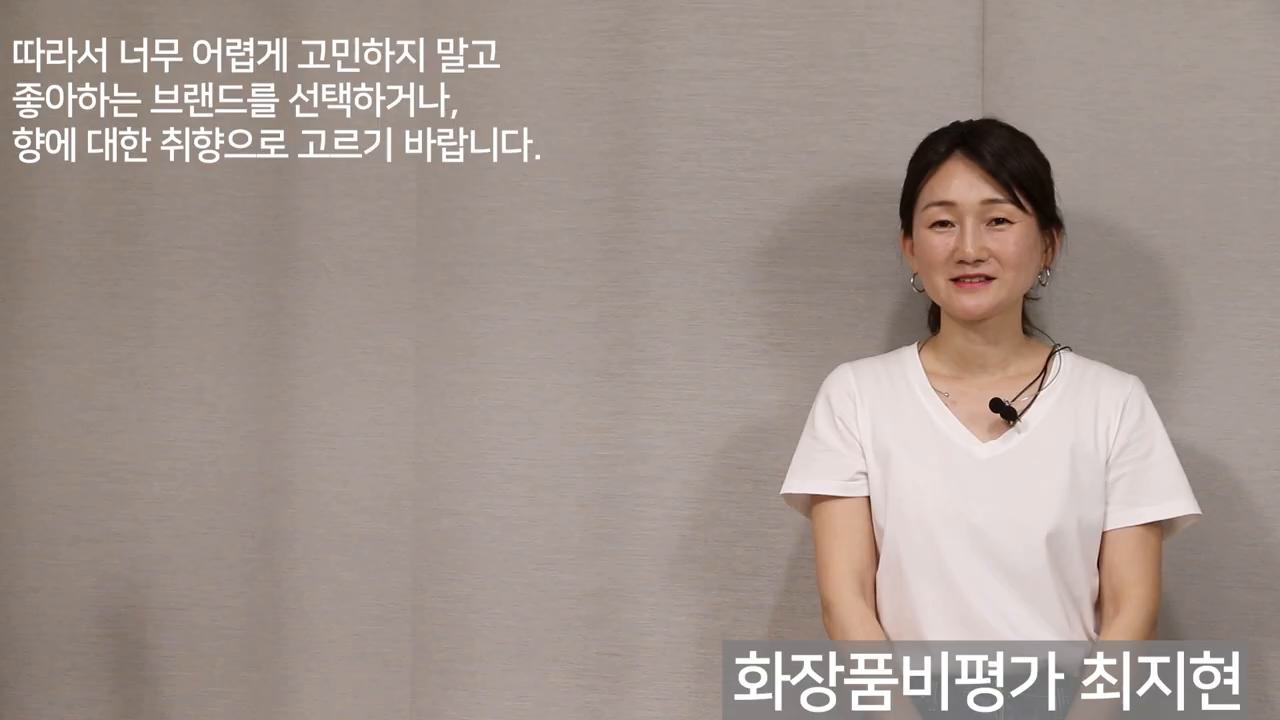 따라서 너무 어렵게 고민하지 말고
좋아하는 브랜드를 선택하거나,
향에 대한 취향으로 고르기 바랍니다.
화장품비평가 최지현